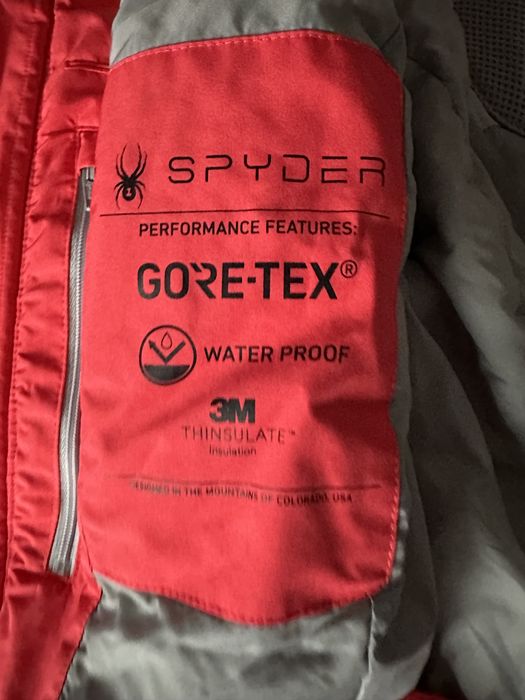 SPYDER
PERFORMANCE FEATURES:
GORE-TEX®
WATER PROOF
3M
THINSULATE™
Insulation
DESIGNED IN THE MOUNTAINS OF COLORADO, USA